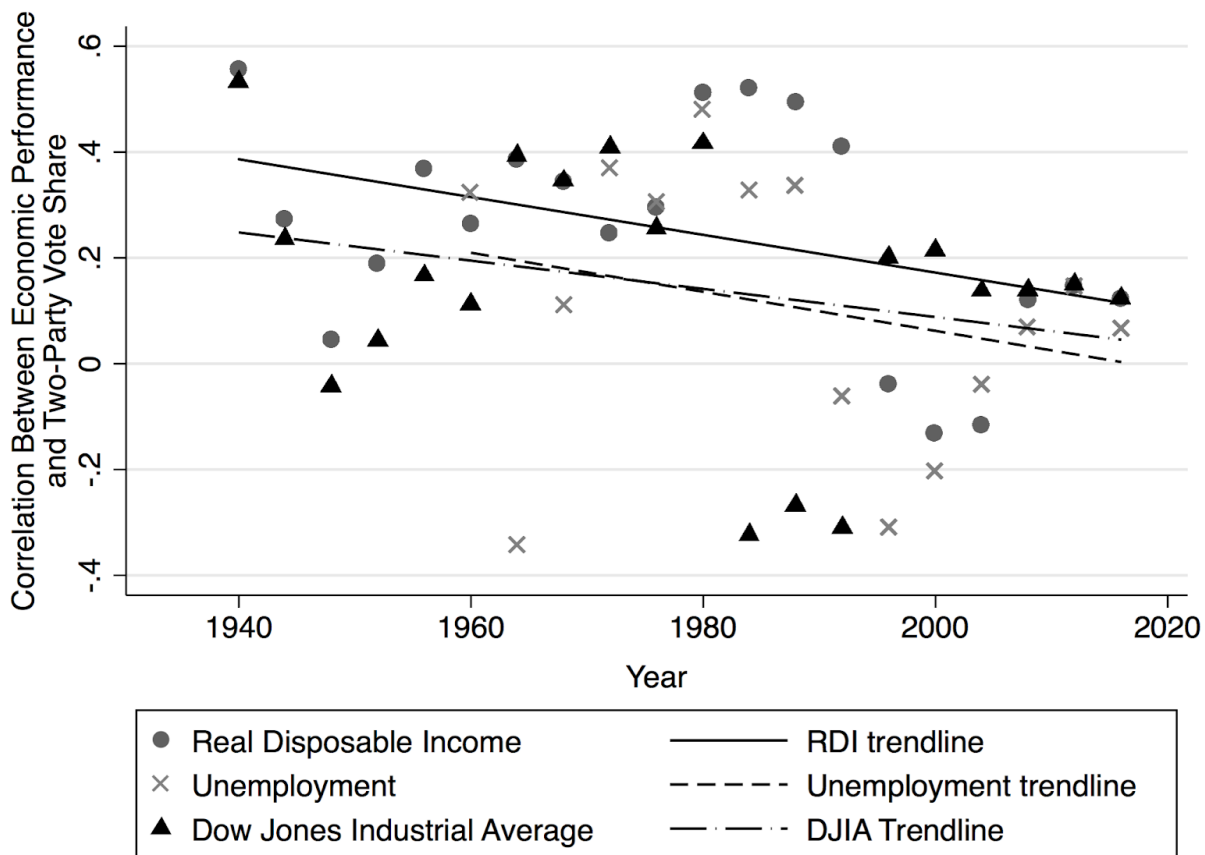 Correlation Between Economic Performance
and Two-Party Vote Share
.6
.4
.2
0
-.2
-.4
1940
1960
1980
2000
2020
Year
Real Disposable Income
RDI trendline
Unemployment
Unemployment trendline
Dow Jones Industrial Average
DJIA Trendline